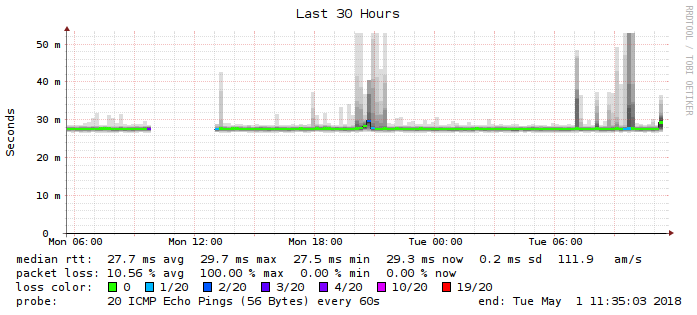 Last 30 Hours
RRDTOOL / TOBI OETIKER
Seconds
50 m
40 m
30 m
20 m
10 m
0
Mon 06:00 Mon 12:00 Mon 18:00 Tue 00:00 Tue 06:00
median rtt: 27.7 ms avg 29.7 ms max 27.5 ms min 29.3 ms now 0.2 ms sd 111.9 am/s
packet loss: 10.56 % avg 100.00 % max 0.00 % min 0.00 % now
loss color: 0 1/20 2/20 3/20 4/20 10/20 19/20
probe: 20 ICMP Echo Pings (56 Bytes) every 60s end: Tue May 1 11:35:03 2018